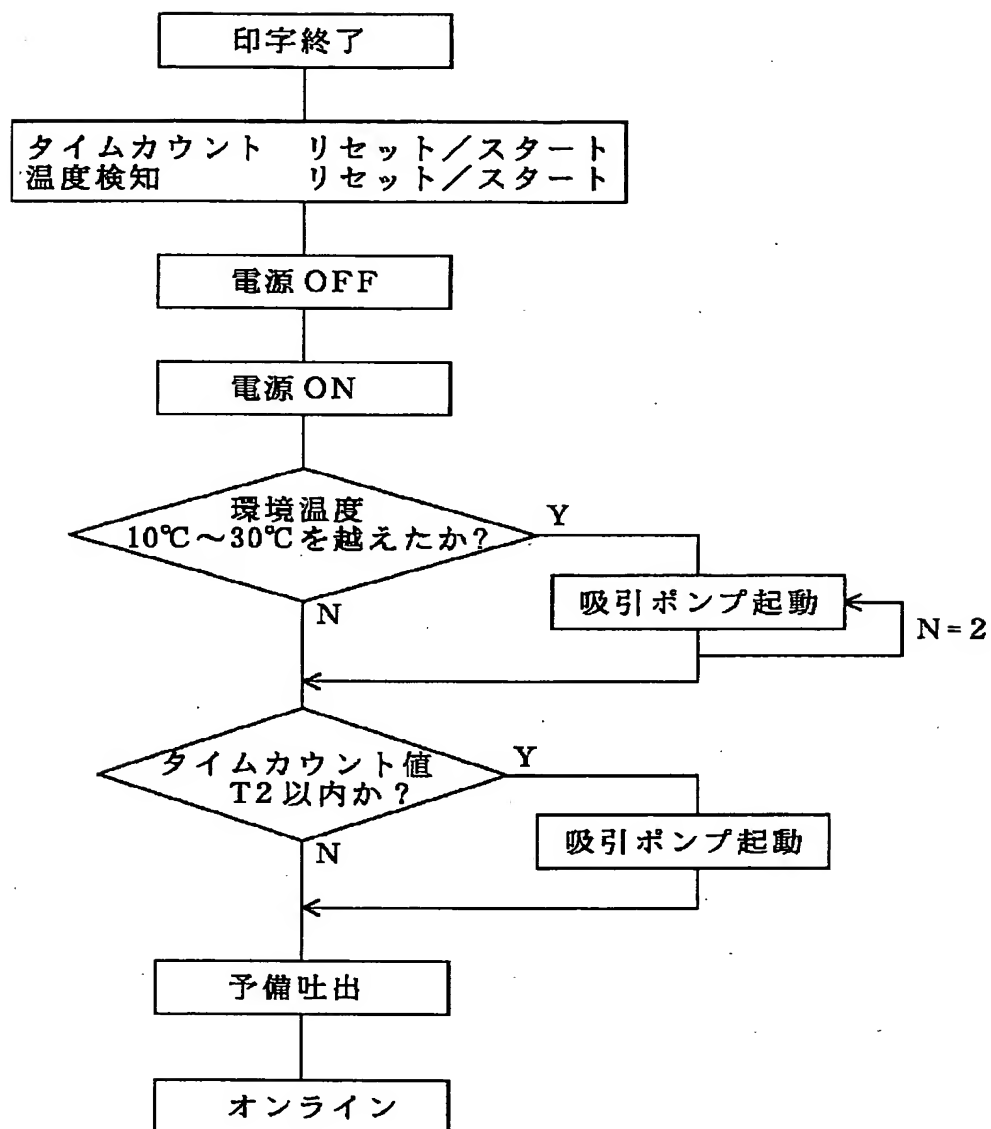 印字終了
タイムカウント リセット／スタート
温度検知 リセット／スタート
電源OFF
電源ON
環境温度
10℃～30℃を越えたか？
Y
N
吸引ポンプ起動
N=2
タイムカウント値
T2以内か？
Y
N
吸引ポンプ起動
予備吐出
オンライン